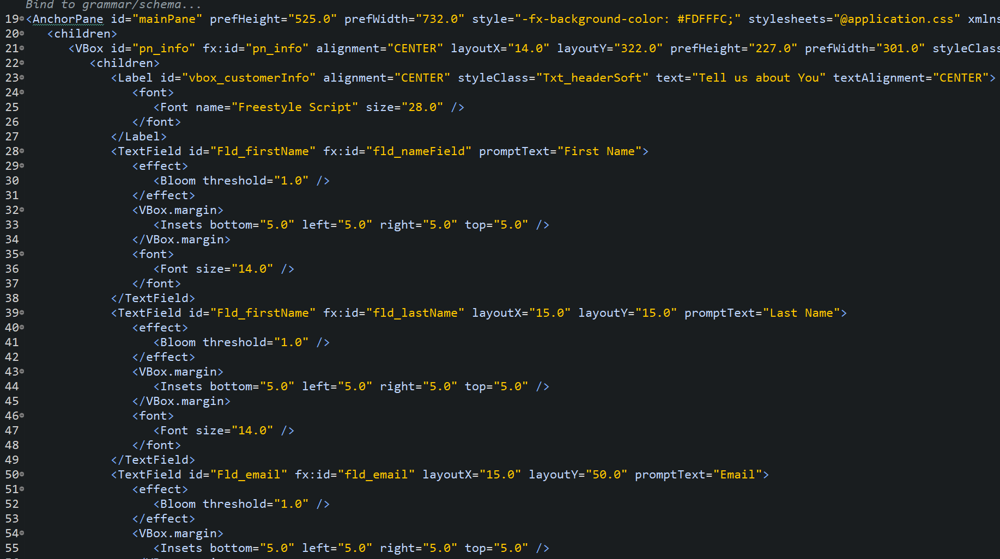 Bind to grammar/schema...
19 <AnchorPane id="mainPane" prefHeight="525.0" prefWidth="732.0" style="-fx-background-color: #FDFFFC;" stylesheets="@application.css" xmlns
20 <children>
21 <VBox id="pn_info" fx:id="pn_info" alignment="CENTER" layoutX="14.0" layoutY="322.0" prefHeight="227.0" prefWidth="301.0" styleClass
22 <children>
23 <Label id="vbox_customerInfo" alignment="CENTER" styleClass="Txt_headerSoft" text="Tell us about You" textAlignment="CENTER">
24 <font>
25 <Font name="Freestyle Script" size="28.0" />
26 </font>
27 </Label>
28 <TextField id="Fld_firstName" fx:id="fld_nameField" promptText="First Name">
29 <effect>
30 <Bloom threshold="1.0" />
31 </effect>
32 <VBox.margin>
33 <Insets bottom="5.0" left="5.0" right="5.0" top="5.0" />
34 </VBox.margin>
35 <font>
36 <Font size="14.0" />
37 </font>
38 </TextField>
39 <TextField id="Fld_firstName" fx:id="fld_lastName" layoutX="15.0" layoutY="15.0" promptText="Last Name">
40 <effect>
41 <Bloom threshold="1.0" />
42 </effect>
43 <VBox.margin>
44 <Insets bottom="5.0" left="5.0" right="5.0" top="5.0" />
45 </VBox.margin>
46 <font>
47 <Font size="14.0" />
48 </font>
49 </TextField>
50 <TextField id="Fld_email" fx:id="fld_email" layoutX="15.0" layoutY="50.0" promptText="Email">
51 <effect>
52 <Bloom threshold="1.0" />
53 </effect>
54 <VBox.margin>
55 <Insets bottom="5.0" left="5.0" right="5.0" top="5.0" />